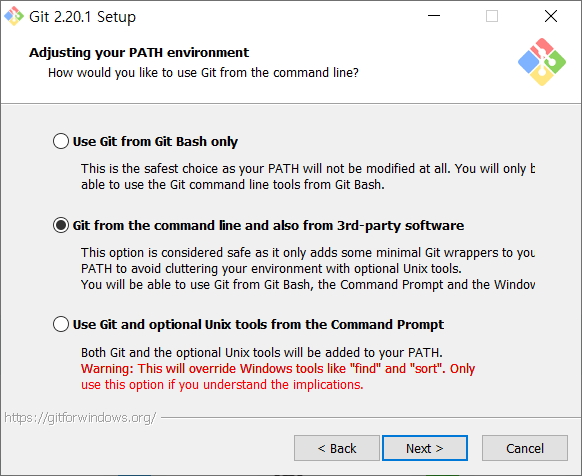 Git 2.20.1 Setup
Adjusting your PATH environment
How would you like to use Git from the command line?
Use Git from Git Bash only
This is the safest choice as your PATH will not be modified at all. You will only
able to use the Git command line tools from Git Bash.
Git from the command line and also from 3rd-party software
This option is considered safe as it only adds some minimal Git wrappers to you
PATH to avoid cluttering your environment with optional Unix tools.
You will be able to use Git from Git Bash, the Command Prompt and the Window
Use Git and optional Unix tools from the Command Prompt
Both Git and the optional Unix tools will be added to your PATH.
Warning: This will override Windows tools like "find" and "sort". Only
use this option if you understand the implications.
https://gitforwindows.org/
< Back
Next >
Cancel